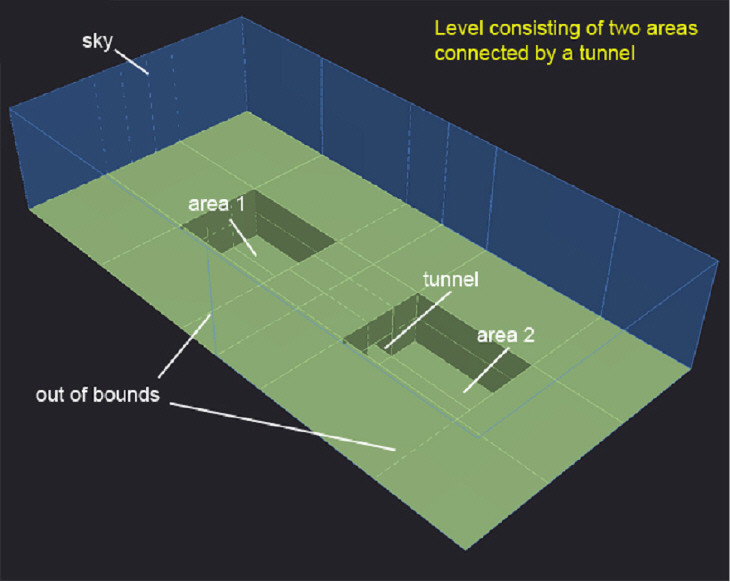 Level consisting of two areas
connected by a tunnel
sky
area 1
tunnel
area 2
out of bounds